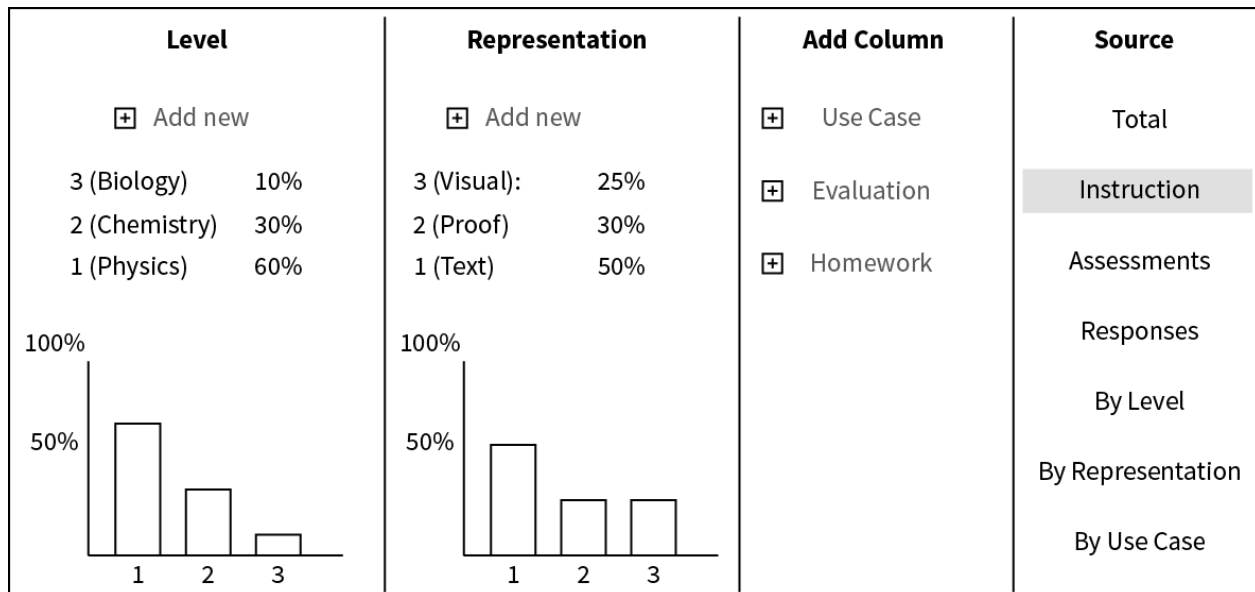 Level
Add new
3 (Biology) 10%
2 (Chemistry) 30%
1 (Physics) 60%
100%
50%
1 2 3
Representation
Add new
3 (Visual): 25%
2 (Proof) 30%
1 (Text) 50%
100%
50%
1 2 3
Add Column
Use Case
Evaluation
Homework
Source
Total
Instruction
Assessments
Responses
By Level
By Representation
By Use Case